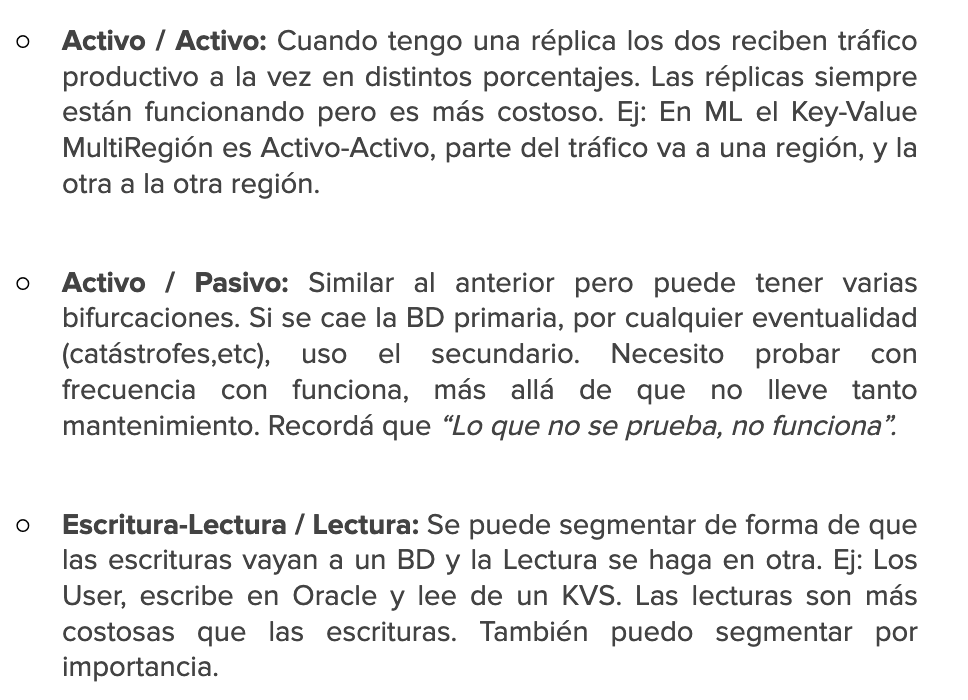 ○ Activo / Activo: Cuando tengo una réplica los dos reciben tráfico
productivo a la vez en distintos porcentajes. Las réplicas siempre
están funcionando pero es más costoso. Ej: En ML el Key-Value
MultiRegión es Activo-Activo, parte del tráfico va a una región, y la
otra a la otra región.
○ Activo / Pasivo: Similar al anterior pero puede tener varias
bifurcaciones. Si se cae la BD primaria, por cualquier eventualidad
(catástrofes,etc), uso el secundario. Necesito probar con
frecuencia con funciona, más allá de que no lleve tanto
mantenimiento. Recordá que “Lo que no se prueba, no funciona”.
○ Escritura-Lectura / Lectura: Se puede segmentar de forma de que
las escrituras vayan a un BD y la Lectura se haga en otra. Ej: Los
User, escribe en Oracle y lee de un KVS. Las lecturas son más
costosas que las escrituras. También puedo segmentar por
importancia.